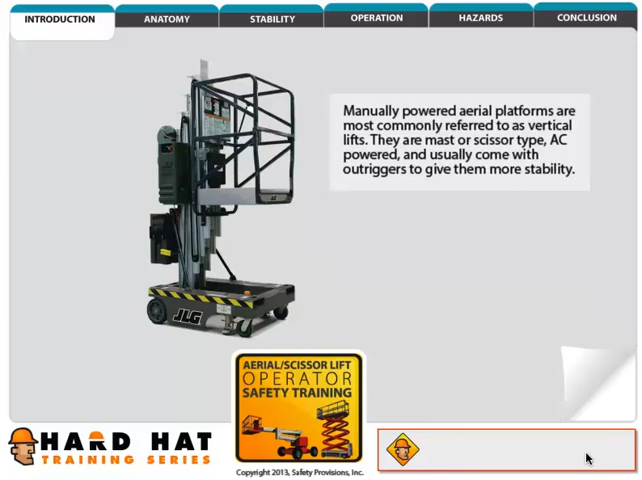 INTRODUCTION
ANATOMY
STABILITY
OPERATION
HAZARDS
CONCLUSION
Manually powered aerial platforms are
most commonly referred to as vertical
lifts. They are mast or scissor type, AC
powered, and usually come with
outriggers to give them more stability.
JLG
AERIAL/SCISSOR LIFT
OPERATOR
SAFETY TRAINING
HARD HAT
TRAINING SERIES
Copyright 2013, Safety Provisions, Inc.